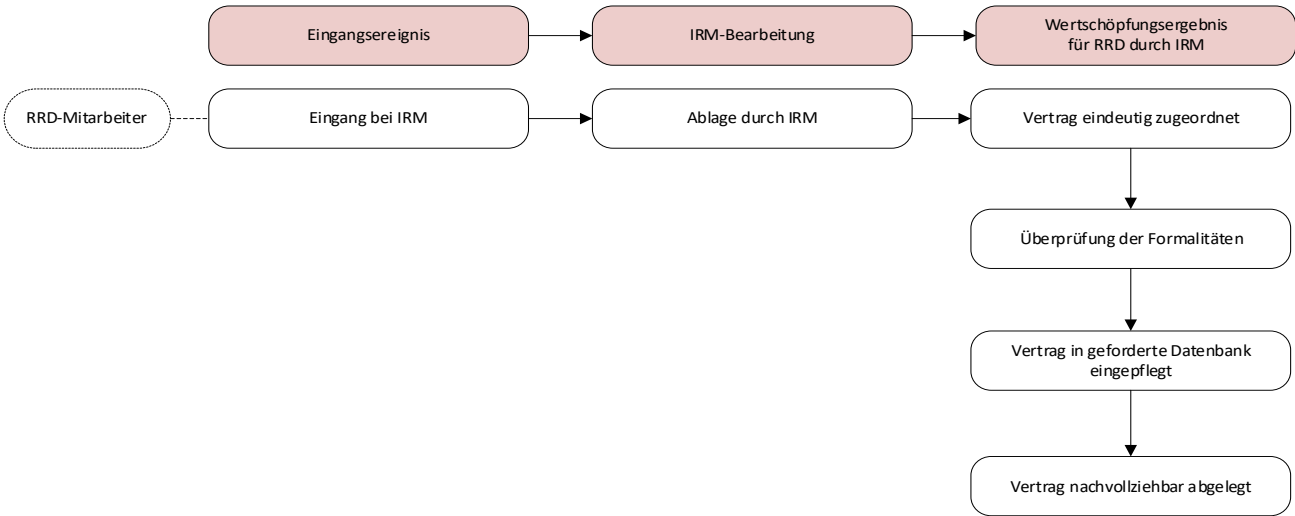 Eingangsereignis
IRM-Bearbeitung
Wertschöpfungsergebnis
für RRD durch IRM
RRD-Mitarbeiter
Eingang bei IRM
Ablage durch IRM
Vertrag eindeutig zugeordnet
Überprüfung der Formalitäten
Vertrag in geforderte Datenbank
eingepflegt
Vertrag nachvollziehbar abgelegt